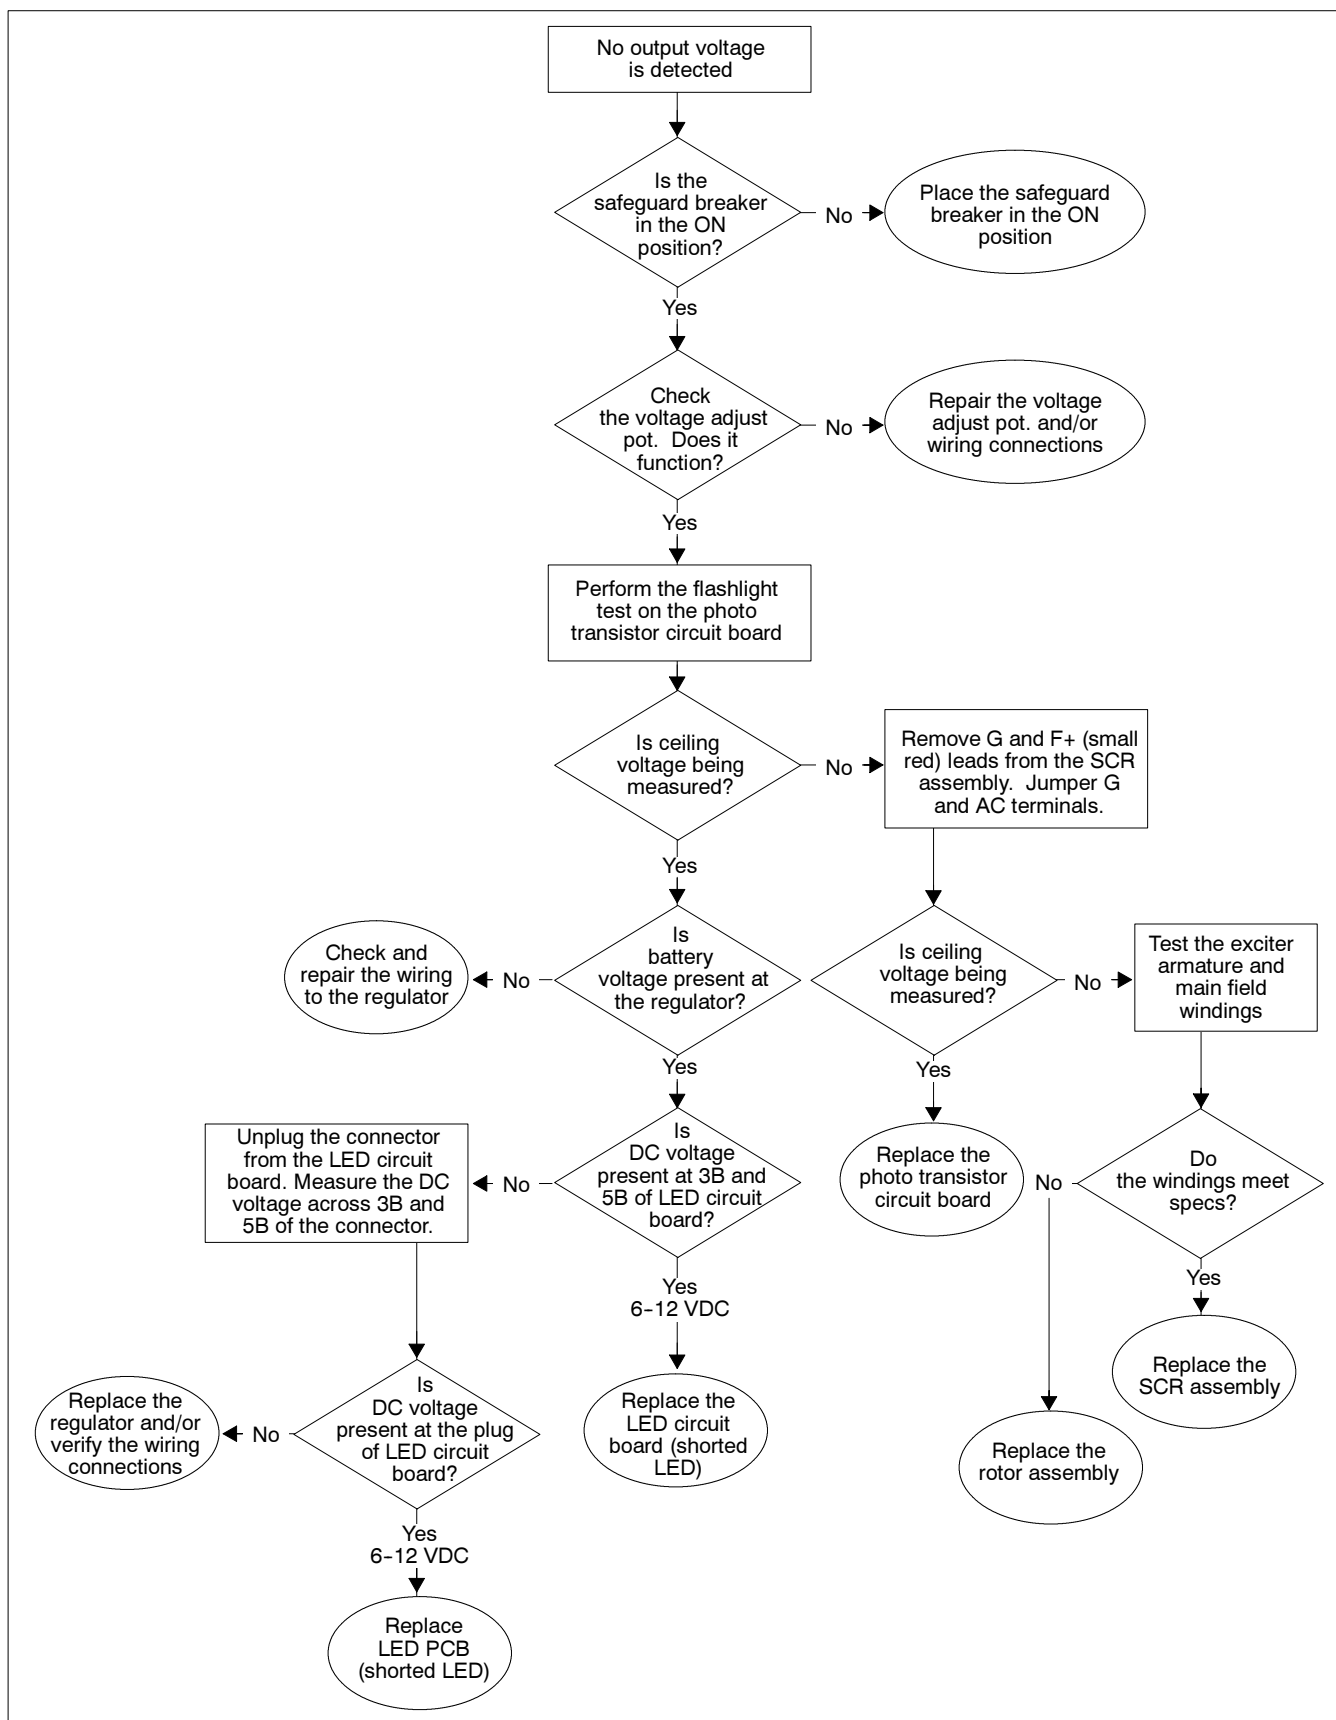 No output voltage
is detected
Is the
safeguard breaker
in the ON
position?
No
Place the safeguard
breaker in the ON
position
Yes
Check
the voltage adjust
pot.  Does it
function?
No
Repair the voltage
adjust pot. and/or
wiring connections
Yes
Perform the flashlight
test on the photo
transistor circuit board
Is ceiling
voltage being
measured?
No
Remove G and F+ (small
red) leads from the SCR
assembly.  Jumper G
and AC terminals.
Yes
Check and
repair the wiring
to the regulator
No
Is
battery
voltage present at
the regulator?
Is ceiling
voltage being
measured?
No
Test the exciter
armature and
main field
windings
Yes
Yes
Unplug the connector
from the LED circuit
board. Measure the DC
voltage across 3B and
5B of the connector.
No
Is
DC voltage
present at 3B and
5B of LED circuit
board?
Replace the
photo transistor
circuit board
No
Do
the windings meet
specs?
Yes
6-12 VDC
Yes
Replace the
regulator and/or
verify the wiring
connections
No
Is
DC voltage
present at the plug
of LED circuit
board?
Replace the
LED circuit
board (shorted
LED)
Replace the
rotor assembly
Replace the
SCR assembly
Yes
6-12 VDC
Replace
LED PCB
(shorted LED)